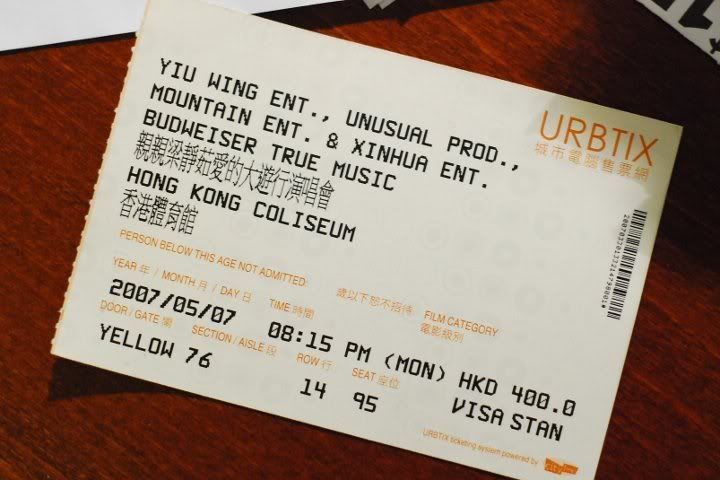 YIU WING ENT., UNUSUAL PROD.,
MOUNTAIN ENT. & XINHUA ENT.
BUDWEISER TRUE MUSIC
親親梁靜茹愛的大遊行演唱會
HONG KONG COLISEUM
香港體育館
URBTIX
城市電腦售票網
PERSON BELOW THIS AGE NOT ADMITTED
歲以下恕不招待
YEAR 年 / MONTH 月 / DAY 日 TIME 時間 FILM CATEGORY
電影級別
2007/05/07 08:15 PM (MON) HKD 400.0
DOOR / GATE 閘 SECTION / AISLE 段 ROW 行 SEAT 座位
YELLOW 76 14 95 VISA STAN
URBTIX ticketing system powered by